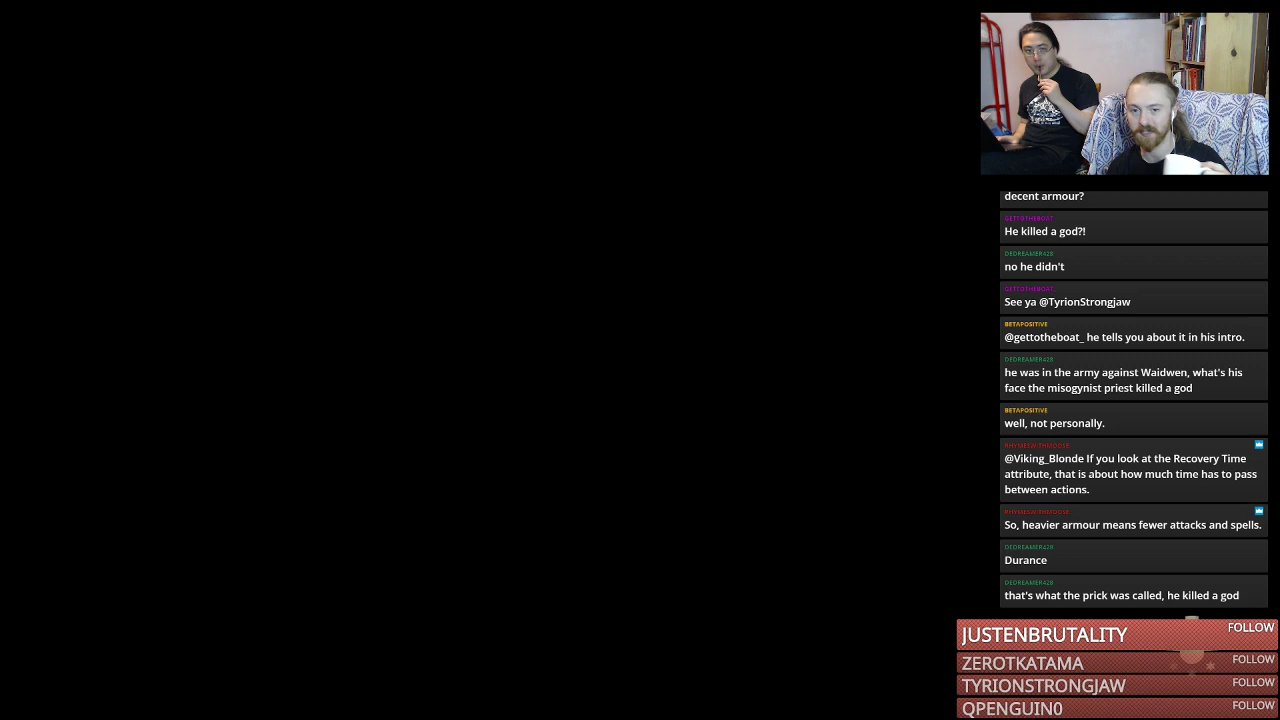 decent armour?
GETTOTHEBOAT_
He killed a god?!
DEDREAMER428
no he didn't
GETTOTHEBOAT_
See ya @TyrionStrongjaw
BETAPOSITIVE
@gettotheboat_ he tells you about it in his intro.
DEDREAMER428
he was in the army against Waidwen, what's his
face the misogynist priest killed a god
BETAPOSITIVE
well, not personally.
RHYMESWITHMOOSE
@Viking_Blonde If you look at the Recovery Time
attribute, that is about how much time has to pass
between actions.
RHYMESWITHMOOSE
So, heavier armour means fewer attacks and spells.
DEDREAMER428
Durance
DEDREAMER428
that's what the prick was called, he killed a god
JUSTENBRUTALITY FOLLOW
ZEROTKATAMA FOLLOW
TYRIONSTRONGJAW FOLLOW
QPENGUIN0 FOLLOW